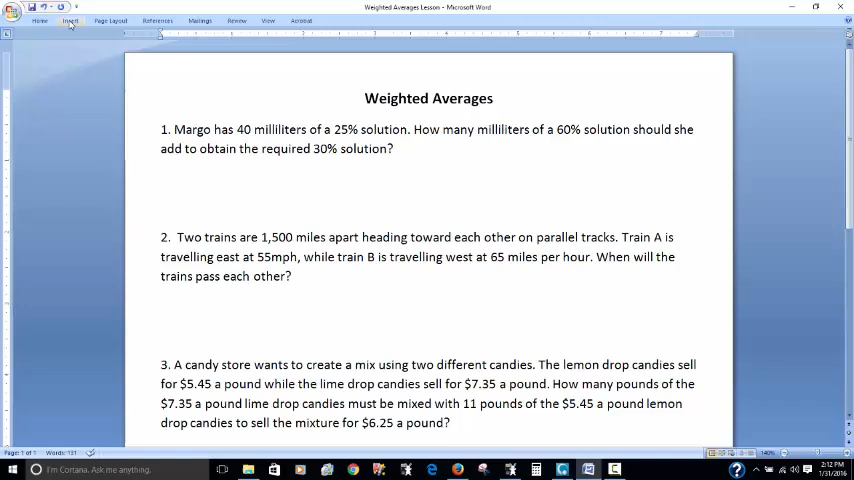 Weighted Averages Lesson - Microsoft Word
Home Insert Page Layout References Mailings Review View Acrobat
Weighted Averages
1. Margo has 40 milliliters of a 25% solution. How many milliliters of a 60% solution should she
add to obtain the required 30% solution?
2. Two trains are 1,500 miles apart heading toward each other on parallel tracks. Train A is
travelling east at 55mph, while train B is travelling west at 65 miles per hour. When will the
trains pass each other?
3. A candy store wants to create a mix using two different candies. The lemon drop candies sell
for $5.45 a pound while the lime drop candies sell for $7.35 a pound. How many pounds of the
$7.35 a pound lime drop candies must be mixed with 11 pounds of the $5.45 a pound lemon
drop candies to sell the mixture for $6.25 a pound?
Page: 1 of 1 Words: 131 140%
I'm Cortana. Ask me anything.
2:12 PM
1/31/2016